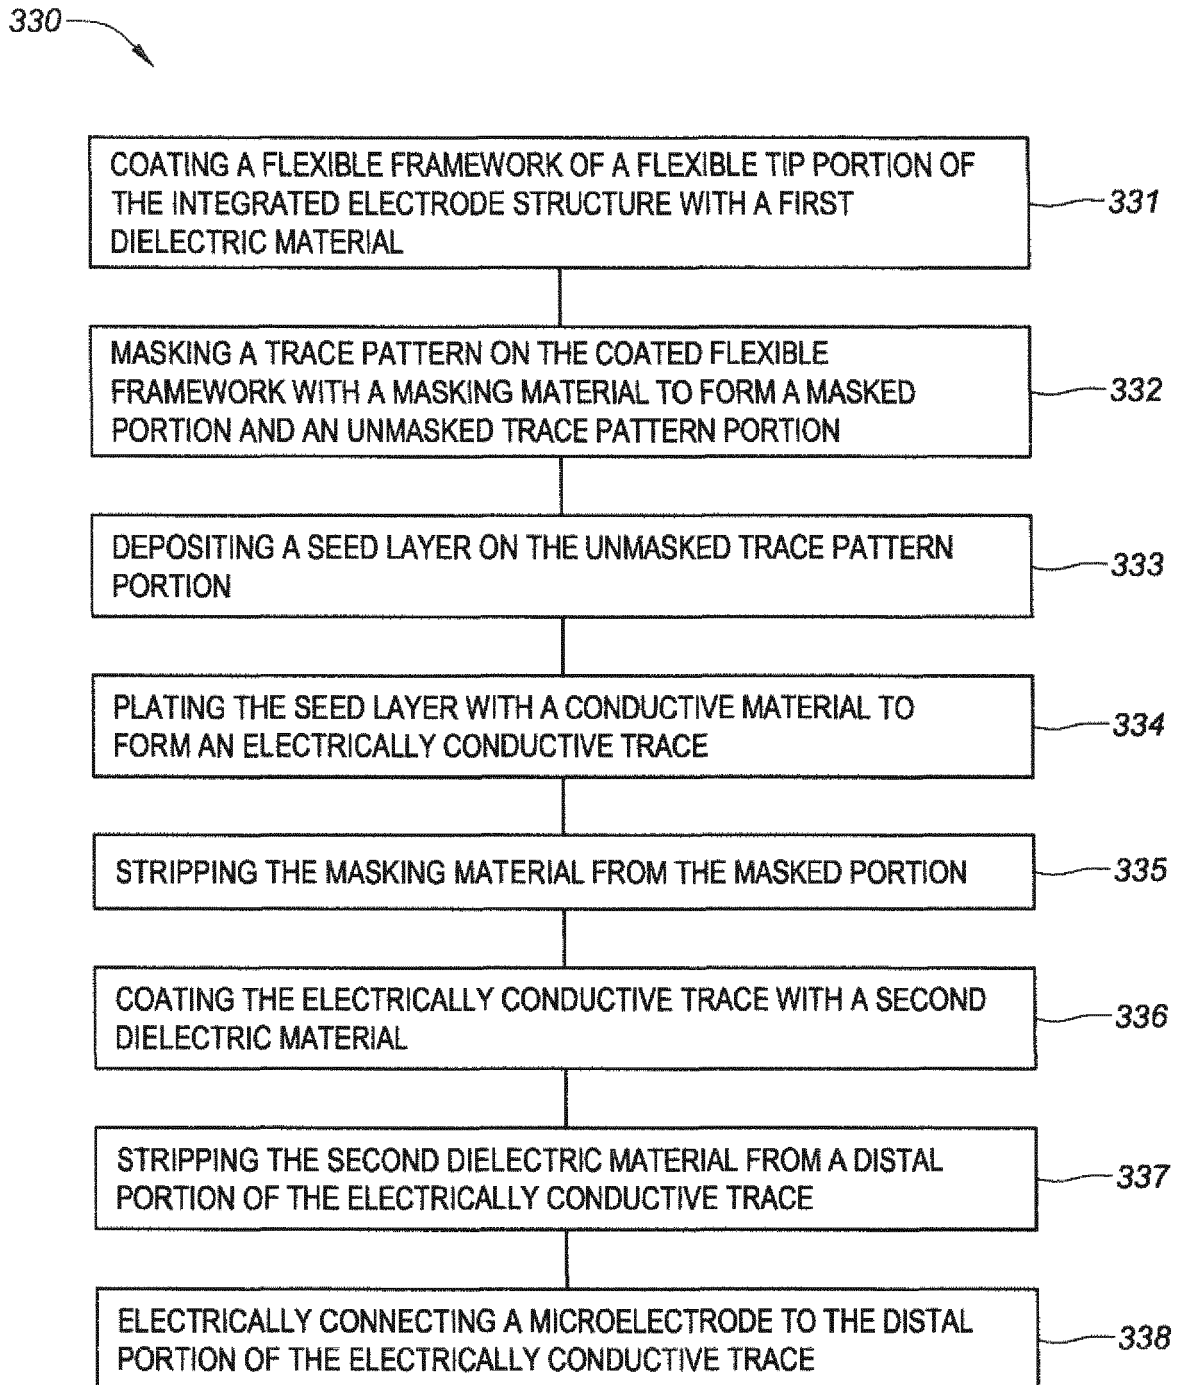 330
COATING A FLEXIBLE FRAMEWORK OF A FLEXIBLE TIP PORTION OF
THE INTEGRATED ELECTRODE STRUCTURE WITH A FIRST
DIELECTRIC MATERIAL
331
MASKING A TRACE PATTERN ON THE COATED FLEXIBLE
FRAMEWORK WITH A MASKING MATERIAL TO FORM A MASKED
PORTION AND AN UNMASKED TRACE PATTERN PORTION
332
DEPOSITING A SEED LAYER ON THE UNMASKED TRACE PATTERN
PORTION
333
PLATING THE SEED LAYER WITH A CONDUCTIVE MATERIAL TO
FORM AN ELECTRICALLY CONDUCTIVE TRACE
334
STRIPPING THE MASKING MATERIAL FROM THE MASKED PORTION
335
COATING THE ELECTRICALLY CONDUCTIVE TRACE WITH A SECOND
DIELECTRIC MATERIAL
336
STRIPPING THE SECOND DIELECTRIC MATERIAL FROM A DISTAL
PORTION OF THE ELECTRICALLY CONDUCTIVE TRACE
337
ELECTRICALLY CONNECTING A MICROELECTRODE TO THE DISTAL
PORTION OF THE ELECTRICALLY CONDUCTIVE TRACE
338